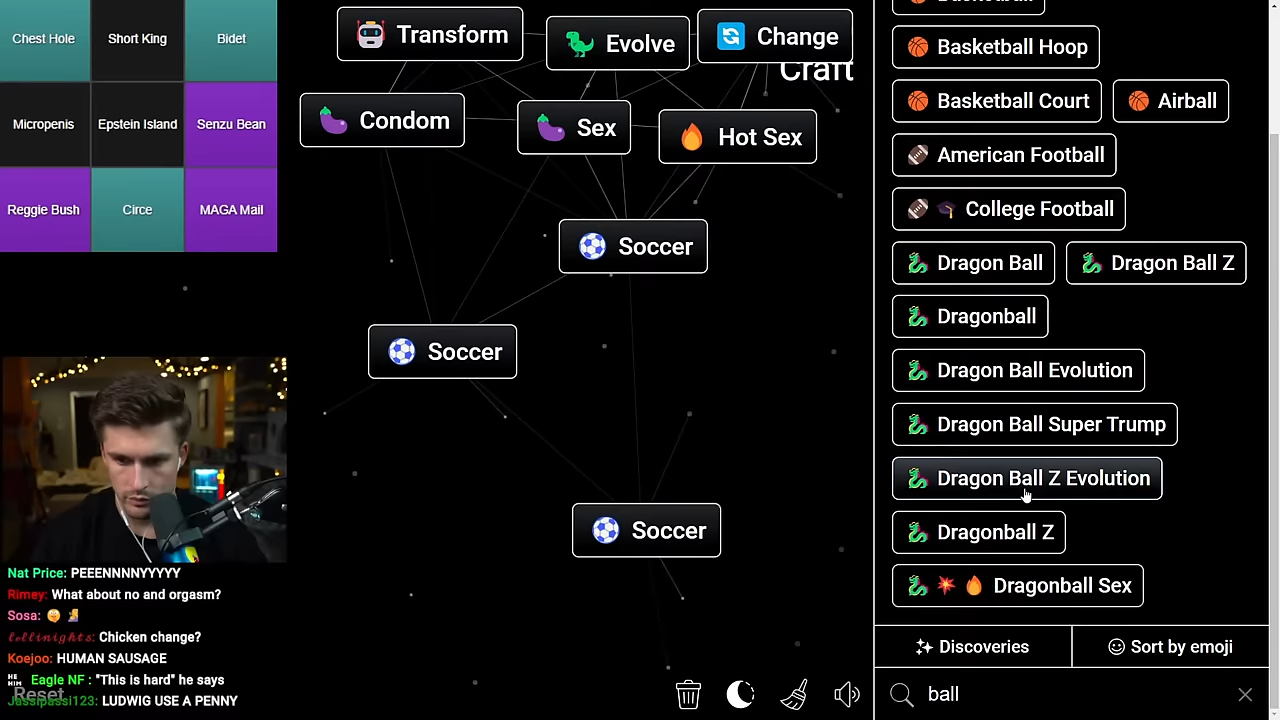 Chest Hole
Short King
Bidet
Micropenis
Epstein Island
Senzu Bean
Reggie Bush
Circe
MAGA Mail
Transform
Evolve
Change
Craft
Condom
Sex
Hot Sex
Soccer
Soccer
Soccer
Basketball Hoop
Basketball Court
Airball
American Football
College Football
Dragon Ball
Dragon Ball Z
Dragonball
Dragon Ball Evolution
Dragon Ball Super Trump
Dragon Ball Z Evolution
Dragonball Z
Dragonball Sex
Discoveries
Sort by emoji
ball
Nat Price: PEEENNNNYYYYY
Rimey: What about no and orgasm?
Sosa:
lollinights: Chicken change?
Koejoo: HUMAN SAUSAGE
HE HIM Eagle NF : "This is hard" he says
Reset
Jassipassi123: LUDWIG USE A PENNY